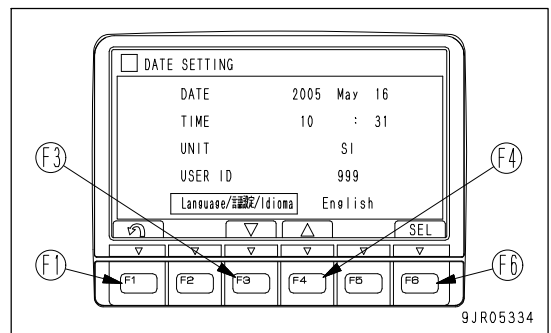 DATE SETTING
DATE 2005 May 16
TIME 10 : 31
UNIT SI
USER ID 999
Language/ /Idioma English
SEL
F3
F4
F1
F6
F1 F2 F3 F4 F5 F6
9JR05334